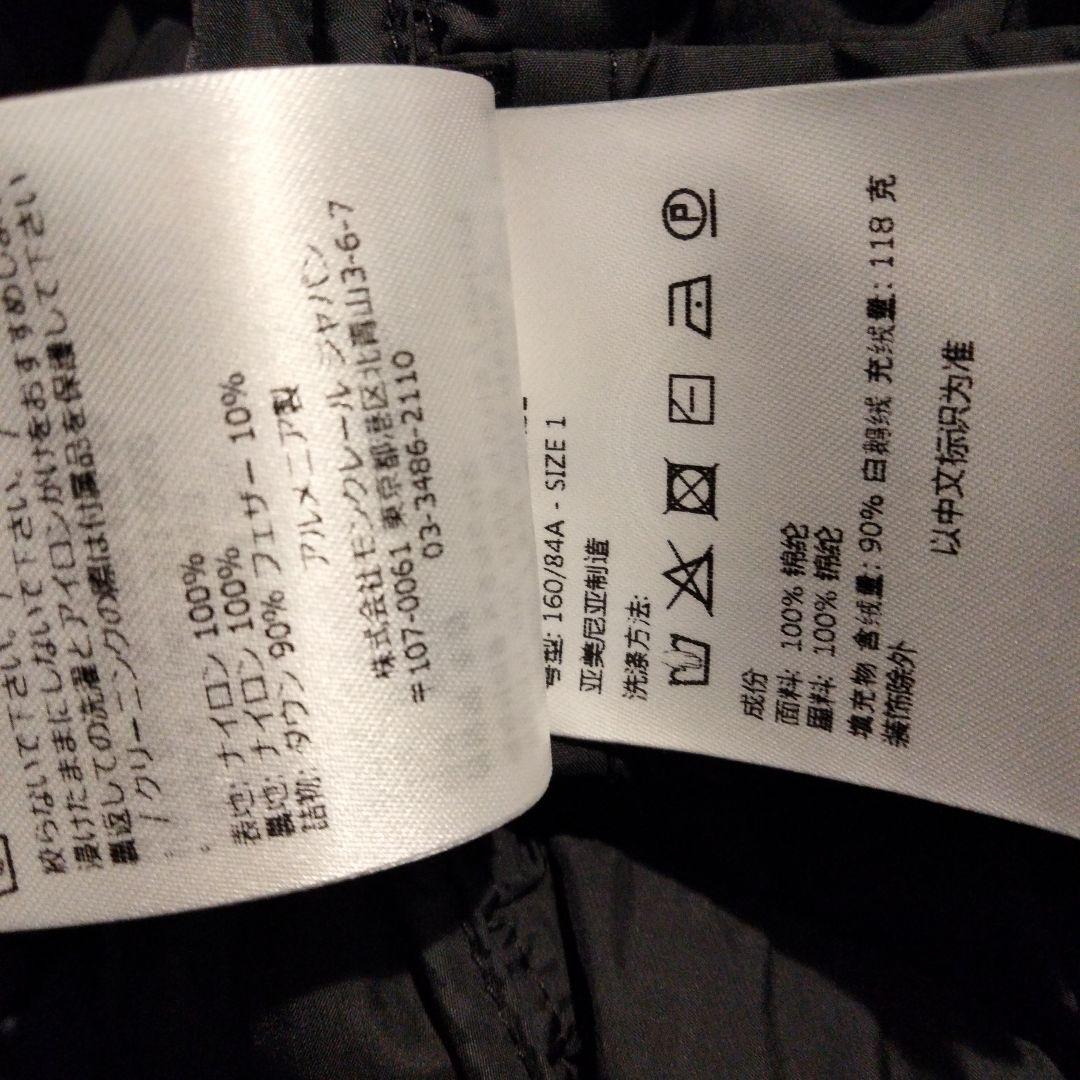 絞らないで下さい。/
浸けたままにしないで下さい。/
裏返しての洗濯とアイロンがけをおすすめしま
/クリーニングの際は付属品を保護して下さい
表地: ナイロン 100%
裏地: ナイロン 100%
詰物: ダウン 90% フェザー 10%
アルメニア製
株式会社モンクレール ジャパン
〒107-0061 東京都港区北青山3-6-7
03-3486-2110
号型: 160/84A - SIZE 1
亚美尼亚制造
洗涤方法:
P
成份
面料: 100% 锦纶
里料: 100% 锦纶
填充物 含绒量: 90% 白鹅绒 充绒量: 118 克
装饰除外
以中文标识为准